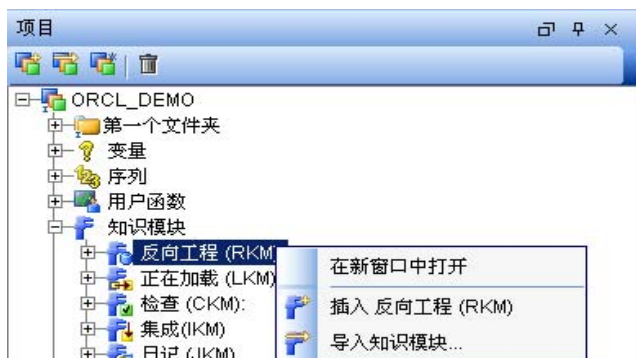 项目
ORCL_DEMO
第一个文件夹
变量
序列
用户函数
知识模块
反向工程 (RKM
正在加载 (LKM)
检查 (CKM):
集成(IKM)
日记 (JKM)
在新窗口中打开
插入 反向工程 (RKM)
导入知识模块...